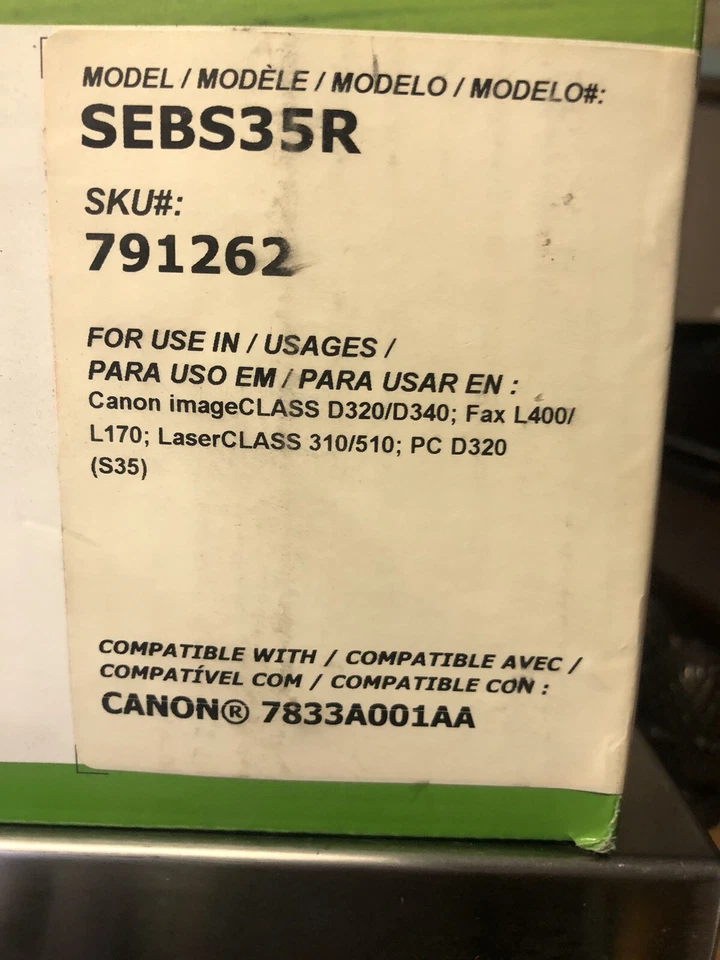 MODEL / MODÈLE / MODELO / MODELO#:
SEBS35R
SKU#:
791262
FOR USE IN / USAGES /
PARA USO EM / PARA USAR EN :
Canon imageCLASS D320/D340; Fax L400/
L170; LaserCLASS 310/510; PC D320
(S35)
COMPATIBLE WITH / COMPATIBLE AVEC /
COMPATÍVEL COM / COMPATIBLE CON :
CANON® 7833A001AA